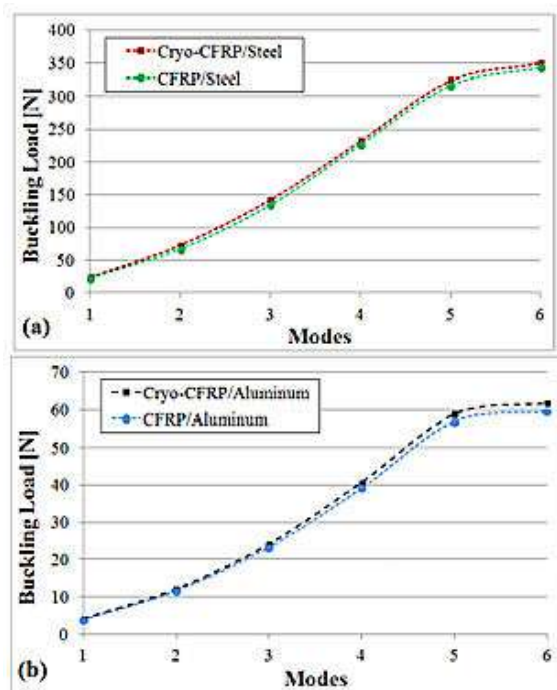 400
350
300
250
200
150
100
50
0
Buckling Load [N]
Cryo-CFRP/Steel
CFRP/Steel
1 2 3 4 5 6
(a)
Modes
70
60
50
40
30
20
10
0
Buckling Load [N]
Cryo-CFRP/Aluminum
CFRP/Aluminum
1 2 3 4 5 6
(b)
Modes